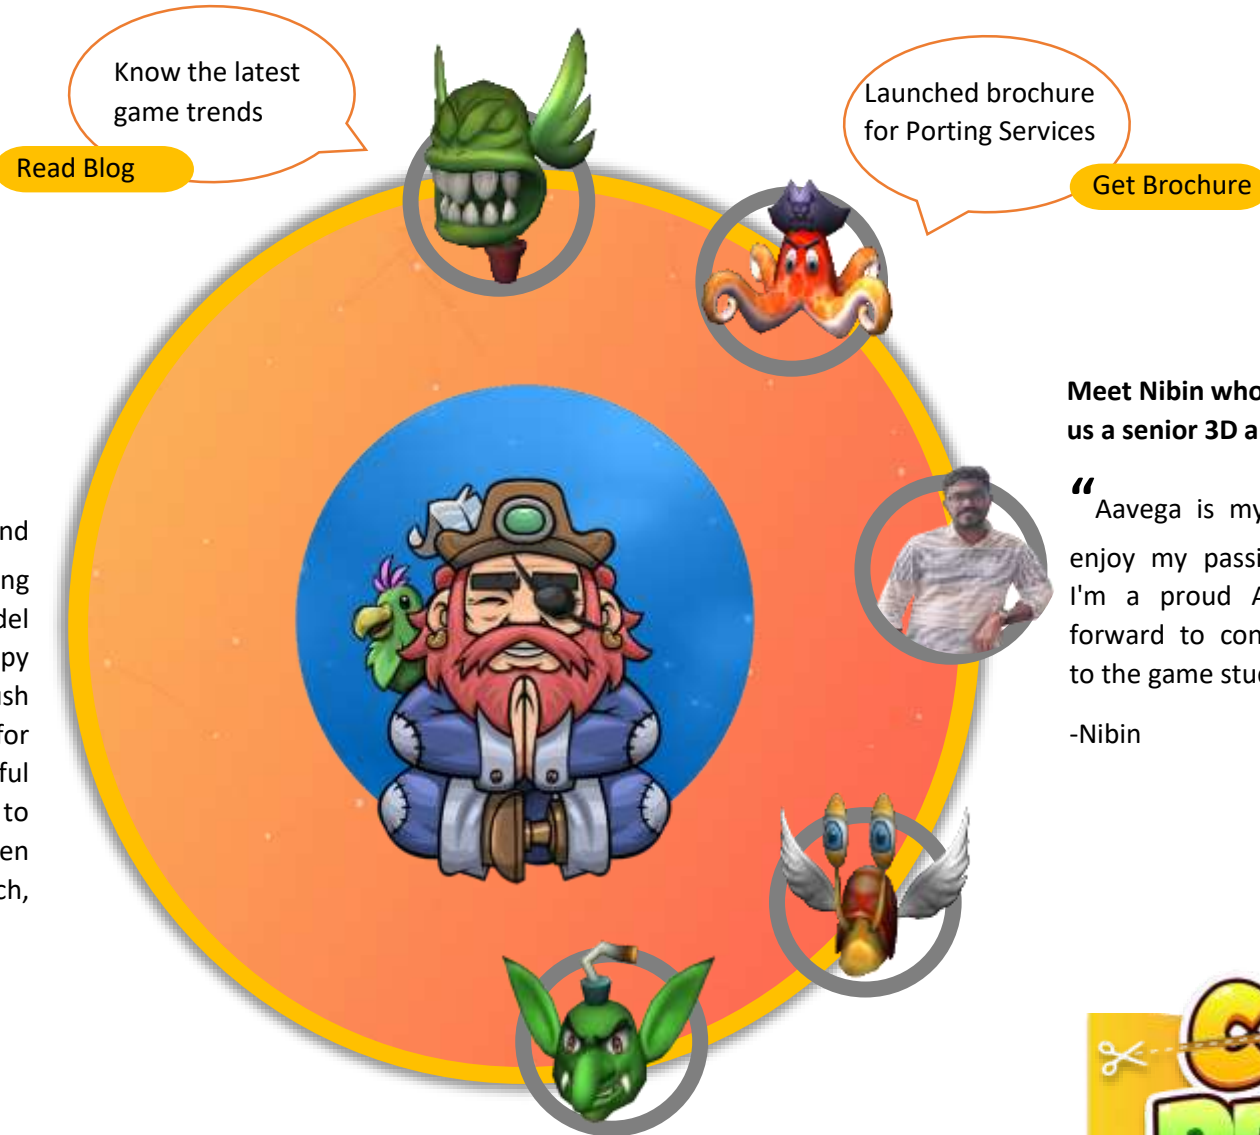 Know the latest
game trends
Read Blog
Launched brochure
for Porting Services
Get Brochure
Meet Nibin who
us a senior 3D a
“Aavega is my
enjoy my passi
I'm a proud A
forward to con
to the game stu
-Nibin
nd
ing
del
py
ush
for
ful
to
en
ch,